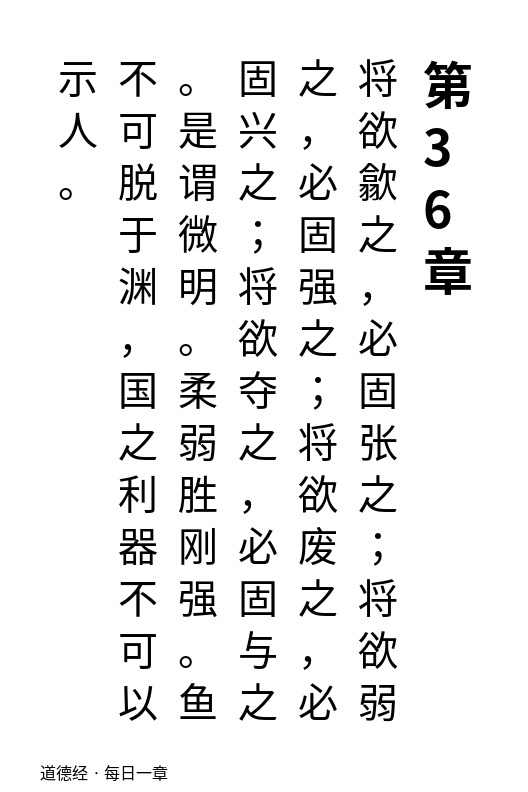 第36章
将欲歙之，必固张之；将欲弱
之，必固强之；将欲废之，必
固兴之；将欲夺之，必固与之
。是谓微明。柔弱胜刚强。鱼
不可脱于渊，国之利器不可以
示人。
道德经 · 每日一章